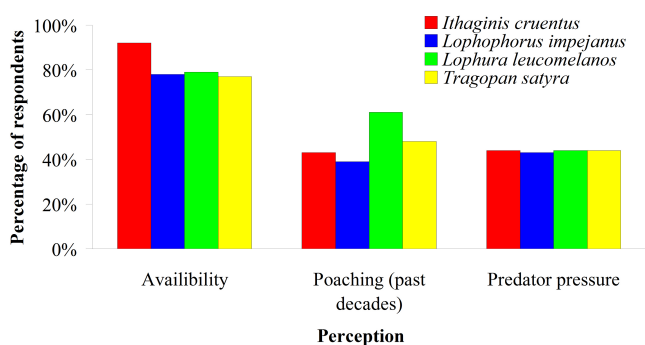 Percentage of respondents
100%
80%
60%
40%
20%
0%
Ithaginis cruentus
Lophophorus impejanus
Lophura leucomelanos
Tragopan satyra
Availibility
Poaching (past
decades)
Predator pressure
Perception